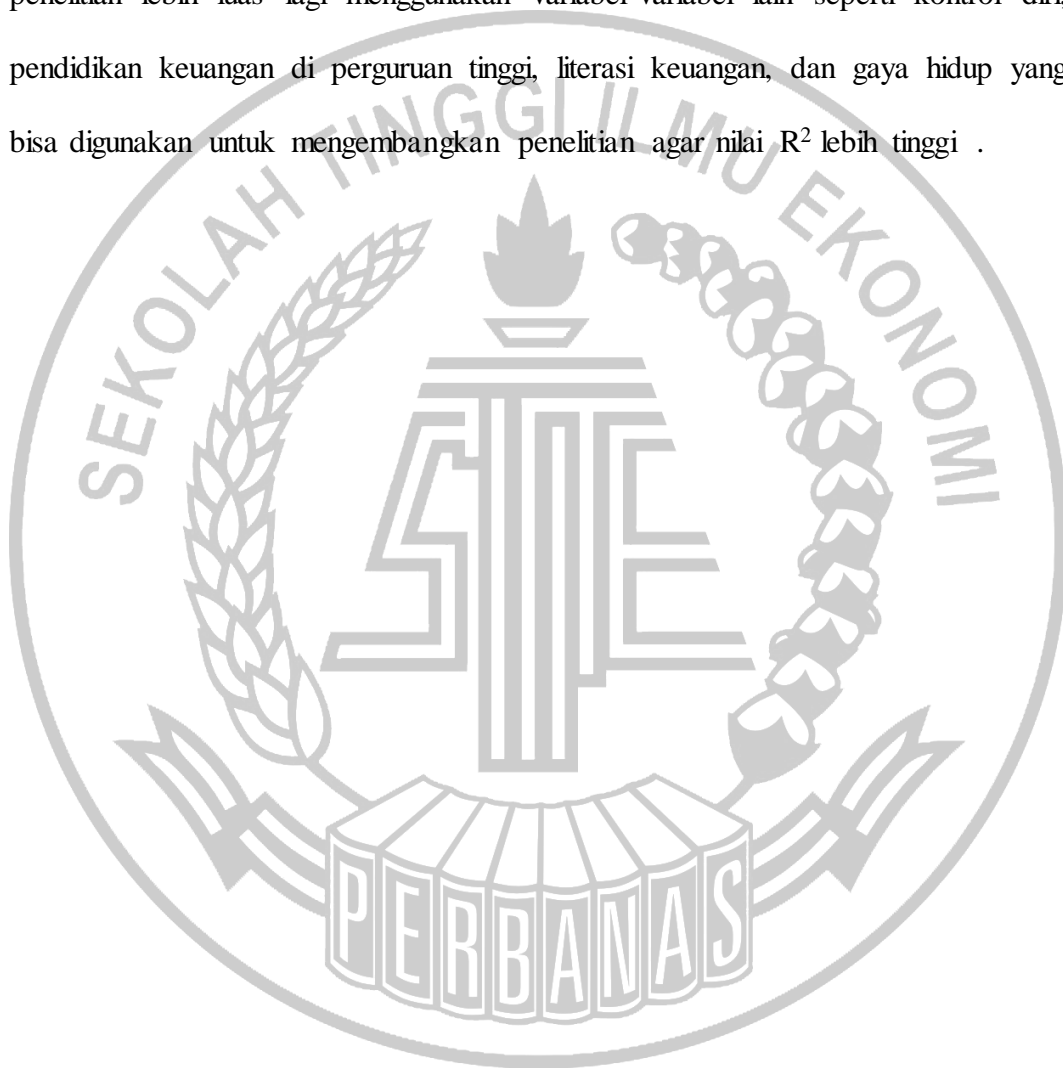 penelitian lebih luas lagi menggunakan variabel-variabel lain seperti kontrol diri,
pendidikan keuangan di perguruan tinggi, literasi keuangan, dan gaya hidup yang
bisa digunakan untuk mengembangkan penelitian agar nilai R² lebih tinggi .
SEKOLAH TINGGI ILMU EKONOMI
STIE
PERBANAS